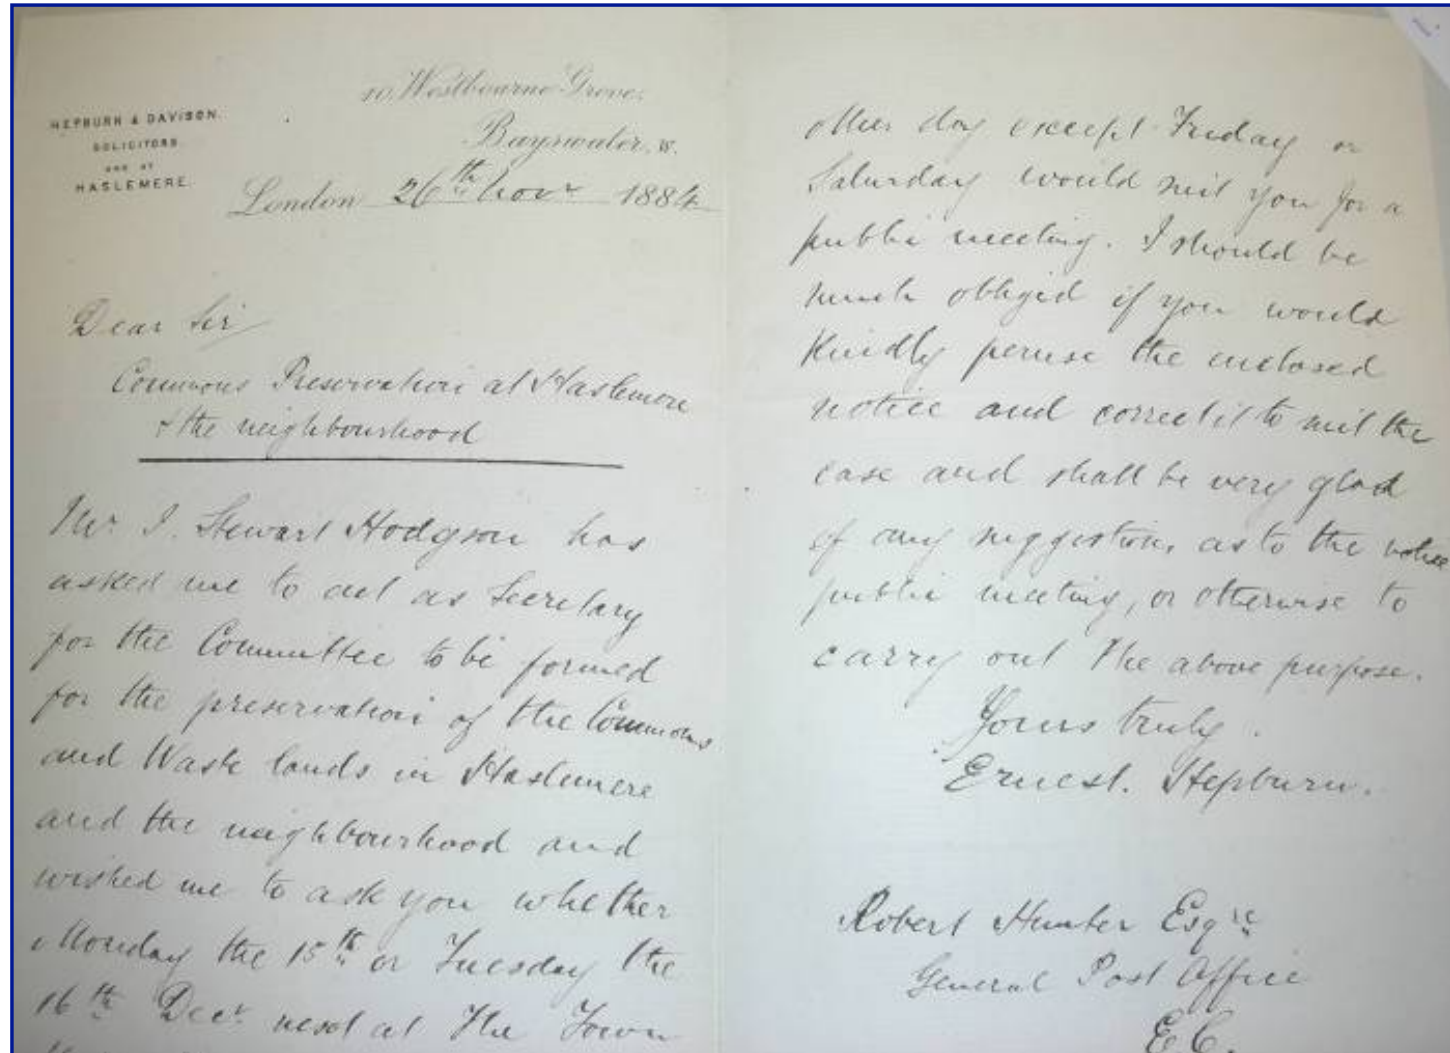 HEPBURN & DAVISON.
SOLICITORS
AND AT
HASLEMERE.
10, Westbourne Grove,
Bayswater, W.
London 26th Novr 1884
Dear Sir
Commons Preservation at Haslemere
& the neighbourhood
Mr. J. Stewart Hodgson has
asked me to act as Secretary
for the Committee to be formed
for the preservation of the Commons
and Waste lands in Haslemere
and the neighbourhood and
wished me to ask you whether
Monday the 15th or Tuesday the
16th Decr. next at the Town
other day except Friday or
Saturday would suit you for a
public meeting. I should be
much obliged if you would
Kindly peruse the enclosed
notice and correct it to suit the
case and shall be very glad
of any suggestions as to the notice
public meeting, or otherwise to
carry out the above purpose.
Yours truly.
Ernest. Hepburn.
Robert Hunter Esqre
General Post Office
E.C.